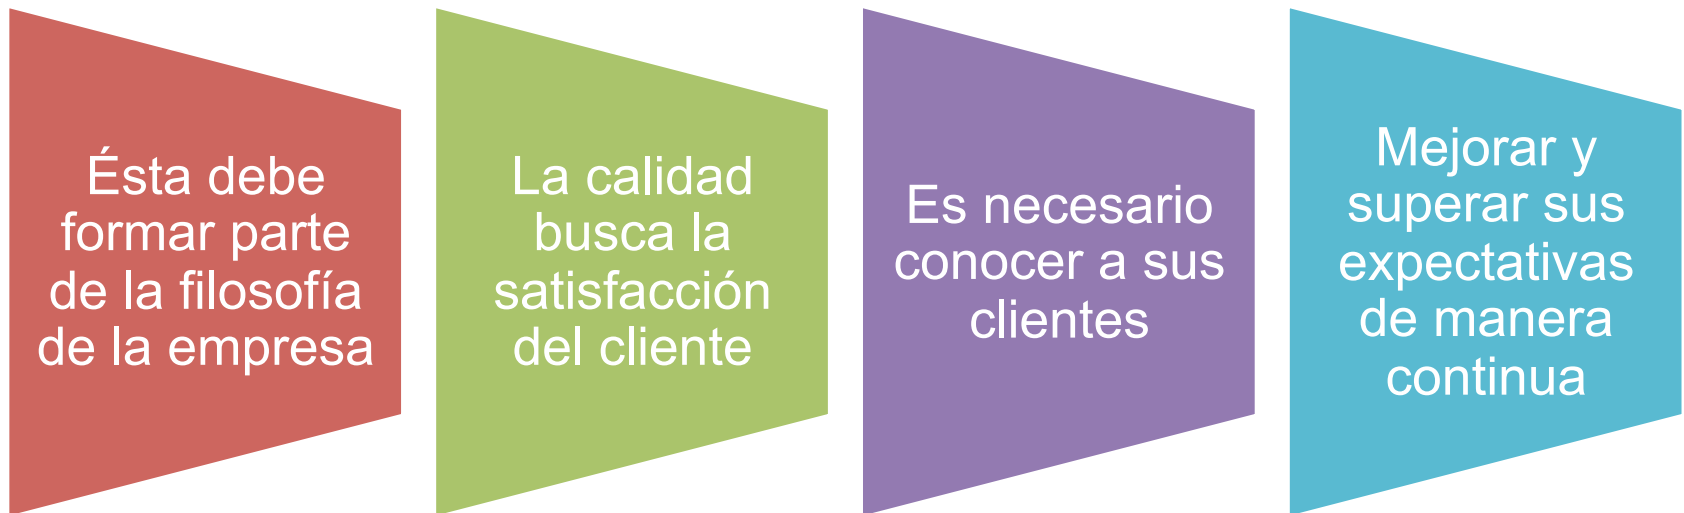 Ésta debe
formar parte
de la filosofía
de la empresa
La calidad
busca la
satisfacción
del cliente
Es necesario
conocer a sus
clientes
Mejorar y
superar sus
expectativas
de manera
continua